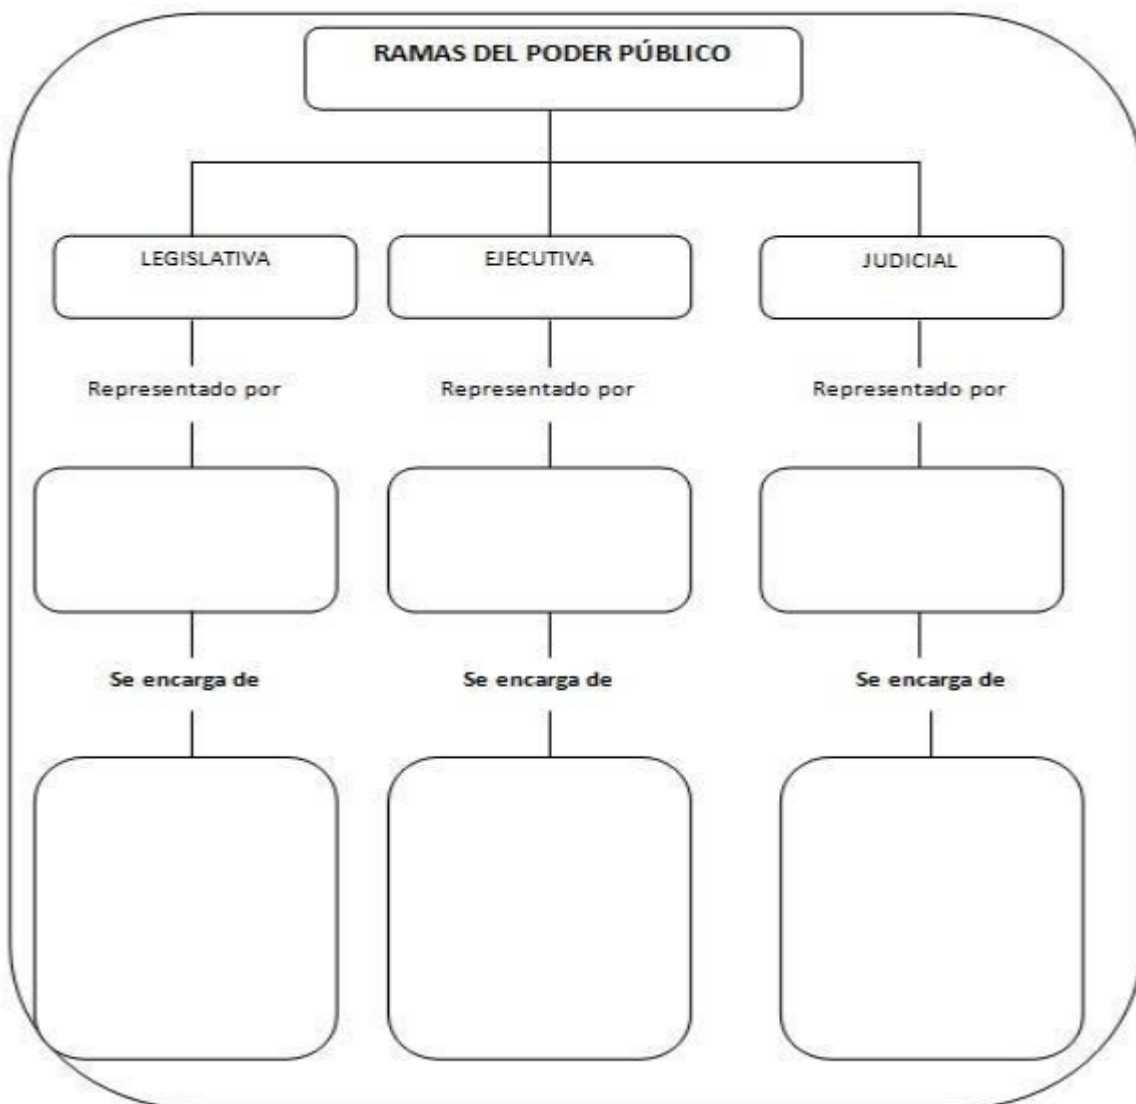 RAMAS DEL PODER PÚBLICO
LEGISLATIVA
EJECUTIVA
JUDICIAL
Representado por
Representado por
Representado por
Se encarga de
Se encarga de
Se encarga de